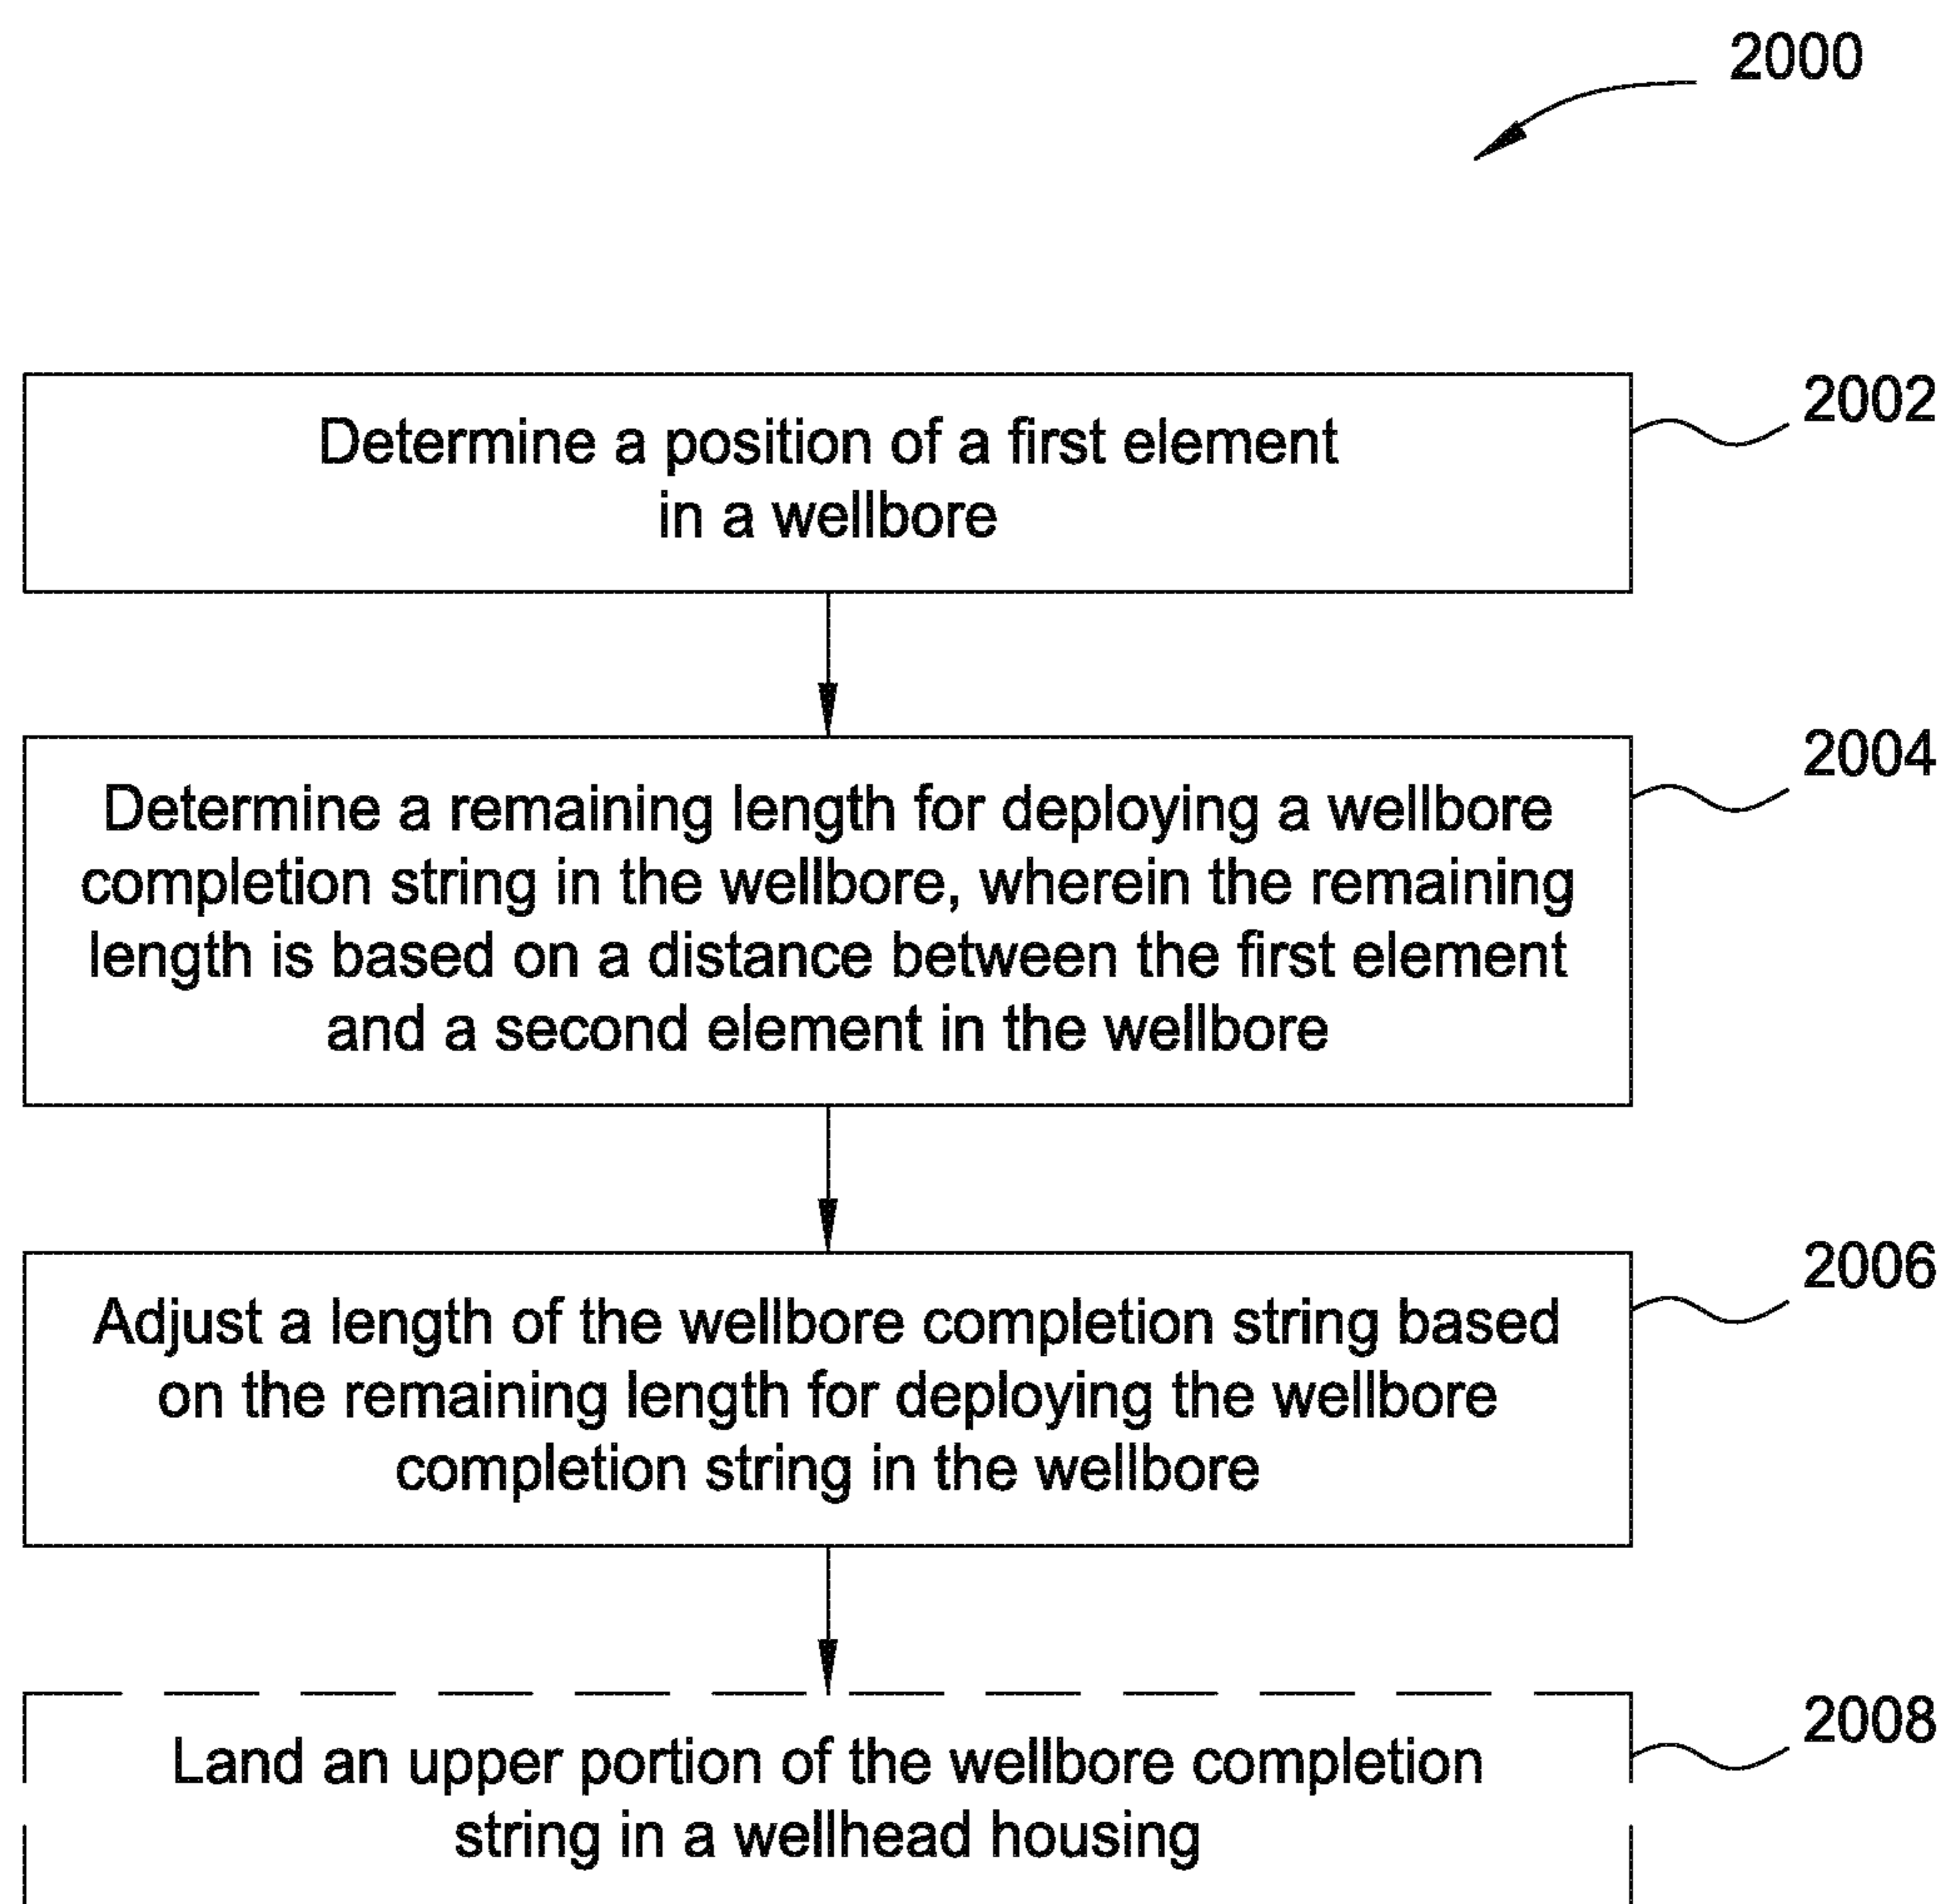 2000
Determine a position of a first element
in a wellbore
2002
Determine a remaining length for deploying a wellbore
completion string in the wellbore, wherein the remaining
length is based on a distance between the first element
and a second element in the wellbore
2004
Adjust a length of the wellbore completion string based
on the remaining length for deploying the wellbore
completion string in the wellbore
2006
Land an upper portion of the wellbore completion
string in a wellhead housing
2008